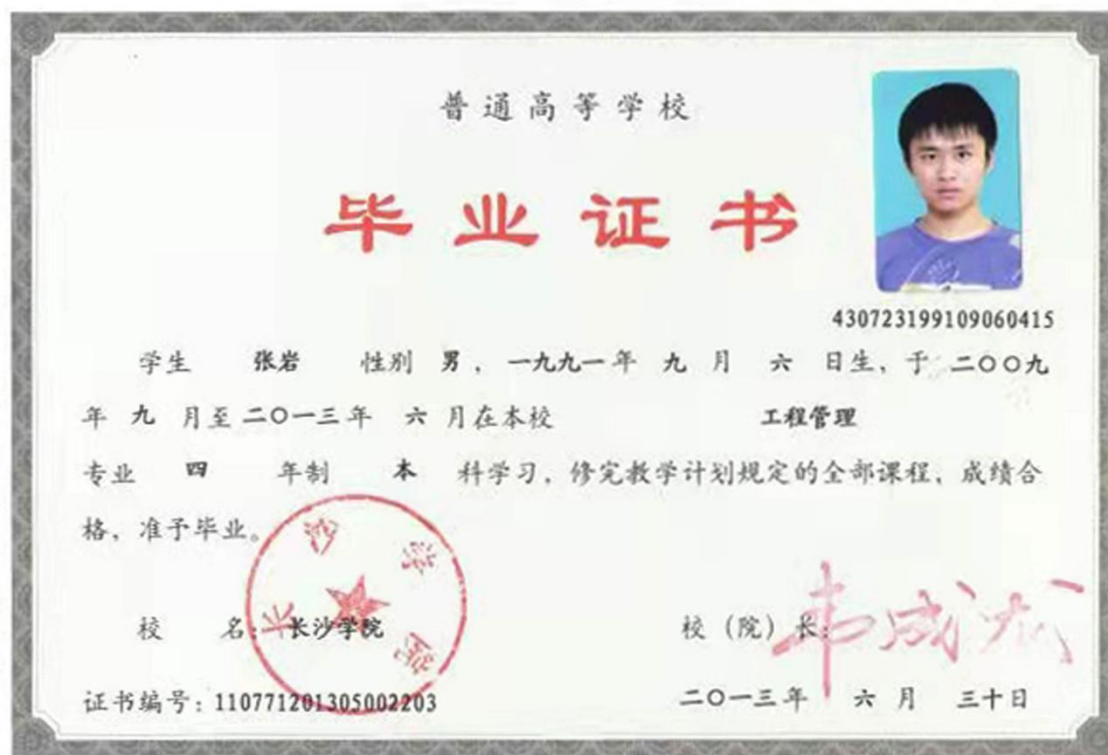 普通高等学校
毕业证书
430723199109060415
学生 张岩 性别 男，一九九一年 九 月 六 日生，于 二〇〇九
年 九 月至 二〇一三年 六 月在本校 工程管理
专业 四 年制 本 科学习，修完教学计划规定的全部课程，成绩合
格，准予毕业。
长沙学院
校 名：长沙学院 校（院）长：
证书编号：110771201305002203 二〇一三年 六 月 三十日